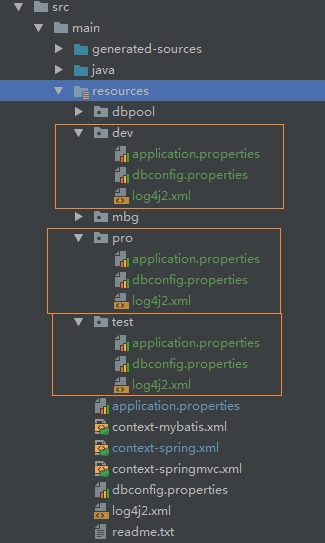 src
main
generated-sources
java
resources
dbpool
dev
application.properties
dbconfig.properties
log4j2.xml
mbg
pro
application.properties
dbconfig.properties
log4j2.xml
test
application.properties
dbconfig.properties
log4j2.xml
application.properties
context-mybatis.xml
context-spring.xml
context-springmvc.xml
dbconfig.properties
log4j2.xml
readme.txt